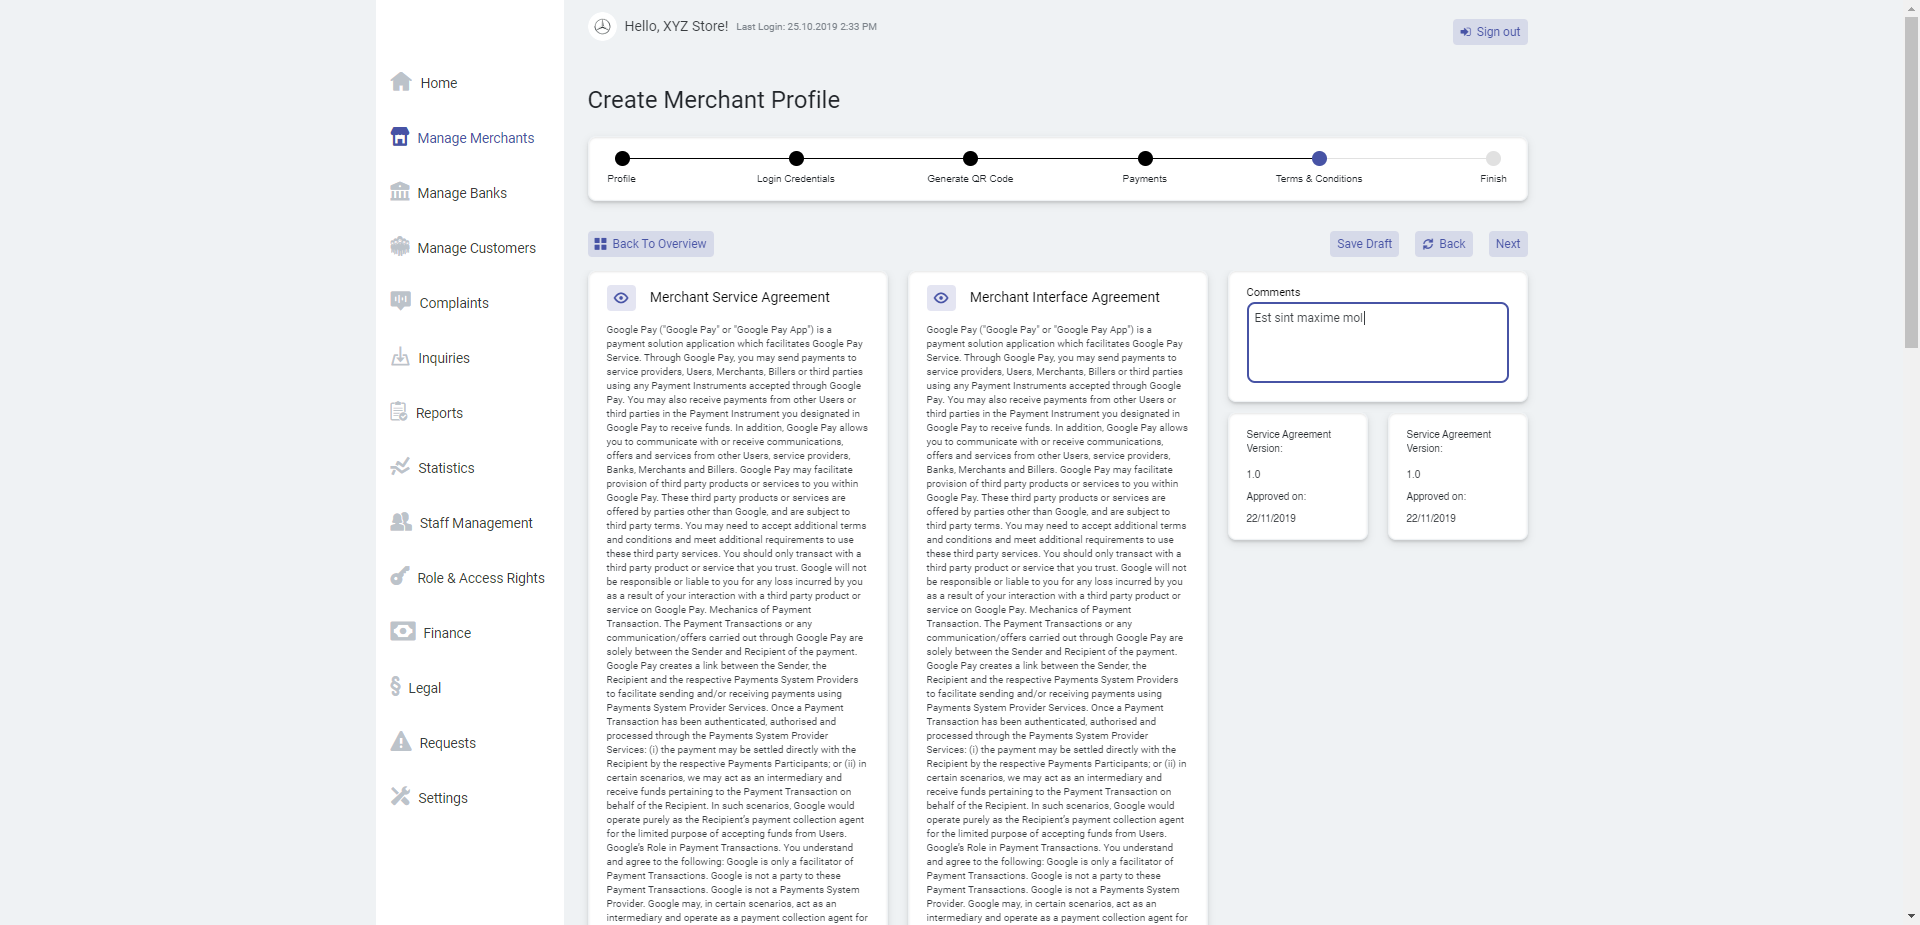 Hello, XYZ Store! Last Login: 25.10.2019 2:33 PM
Sign out
Home
Manage Merchants
Manage Banks
Manage Customers
Complaints
Inquiries
Reports
Statistics
Staff Management
Role & Access Rights
Finance
Legal
Requests
Settings
Create Merchant Profile
Profile
Login Credentials
Generate QR Code
Payments
Terms & Conditions
Finish
Back To Overview
Save Draft
Back
Next
Merchant Service Agreement
Google Pay ("Google Pay" or "Google Pay App") is a
payment solution application which facilitates Google Pay
Service. Through Google Pay, you may send payments to
service providers, Users, Merchants, Billers or third parties
using any Payment Instruments accepted through Google
Pay. You may also receive payments from other Users or
third parties in the Payment Instrument you designated in
Google Pay to receive funds. In addition, Google Pay allows
you to communicate with or receive communications,
offers and services from other Users, service providers,
Banks, Merchants and Billers. Google Pay may facilitate
provision of third party products or services to you within
Google Pay. These third party products or services are
offered by parties other than Google, and are subject to
third party terms. You may need to accept additional terms
and conditions and meet additional requirements to use
these third party services. You should only transact with a
third party product or service that you trust. Google will not
be responsible or liable to you for any loss incurred by you
as a result of your interaction with a third party product or
service on Google Pay. Mechanics of Payment
Transaction. The Payment Transactions or any
communication/offers carried out through Google Pay are
solely between the Sender and Recipient of the payment.
Google Pay creates a link between the Sender, the
Recipient and the respective Payments System Providers
to facilitate sending and/or receiving payments using
Payments System Provider Services. Once a Payment
Transaction has been authenticated, authorised and
processed through the Payments System Provider
Services: (i) the payment may be settled directly with the
Recipient by the respective Payments Participants; or (ii) in
certain scenarios, we may act as an intermediary and
receive funds pertaining to the Payment Transaction on
behalf of the Recipient. In such scenarios, Google would
operate purely as the Recipient's payment collection agent
for the limited purpose of accepting funds from Users.
Google's Role in Payment Transactions. You understand
and agree to the following: Google is only a facilitator of
Payment Transactions. Google is not a party to these
Payment Transactions. Google is not a Payments System
Provider. Google may, in certain scenarios, act as an
intermediary and operate as a payment collection agent for
Merchant Interface Agreement
Google Pay ("Google Pay" or "Google Pay App") is a
payment solution application which facilitates Google Pay
Service. Through Google Pay, you may send payments to
service providers, Users, Merchants, Billers or third parties
using any Payment Instruments accepted through Google
Pay. You may also receive payments from other Users or
third parties in the Payment Instrument you designated in
Google Pay to receive funds. In addition, Google Pay allows
you to communicate with or receive communications,
offers and services from other Users, service providers,
Banks, Merchants and Billers. Google Pay may facilitate
provision of third party products or services to you within
Google Pay. These third party products or services are
offered by parties other than Google, and are subject to
third party terms. You may need to accept additional terms
and conditions and meet additional requirements to use
these third party services. You should only transact with a
third party product or service that you trust. Google will not
be responsible or liable to you for any loss incurred by you
as a result of your interaction with a third party product or
service on Google Pay. Mechanics of Payment
Transaction. The Payment Transactions or any
communication/offers carried out through Google Pay are
solely between the Sender and Recipient of the payment.
Google Pay creates a link between the Sender, the
Recipient and the respective Payments System Providers
to facilitate sending and/or receiving payments using
Payments System Provider Services. Once a Payment
Transaction has been authenticated, authorised and
processed through the Payments System Provider
Services: (i) the payment may be settled directly with the
Recipient by the respective Payments Participants; or (ii) in
certain scenarios, we may act as an intermediary and
receive funds pertaining to the Payment Transaction on
behalf of the Recipient. In such scenarios, Google would
operate purely as the Recipient's payment collection agent
for the limited purpose of accepting funds from Users.
Google's Role in Payment Transactions. You understand
and agree to the following: Google is only a facilitator of
Payment Transactions. Google is not a party to these
Payment Transactions. Google is not a Payments System
Provider. Google may, in certain scenarios, act as an
intermediary and operate as a payment collection agent for
Comments
Est sint maxime mol
Service Agreement
Version:
1.0
Approved on:
22/11/2019
Service Agreement
Version:
1.0
Approved on:
22/11/2019